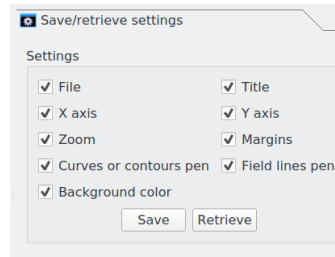 Save/retrieve settings
Settings
File Title
X axis Y axis
Zoom Margins
Curves or contours pen Field lines pen
Background color
Save Retrieve